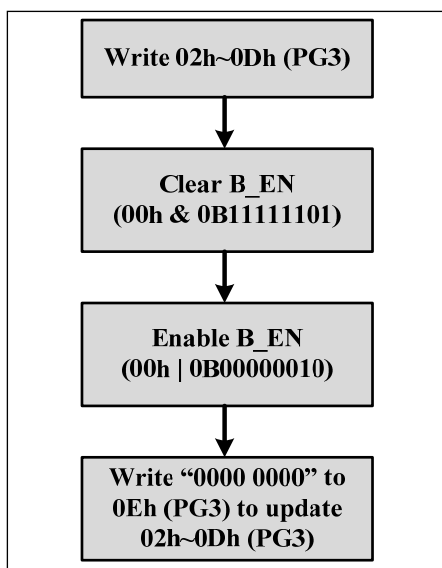 Write 02h~0Dh (PG3)
Clear B_EN
(00h & 0B11111101)
Enable B_EN
(00h | 0B00000010)
Write “0000 0000” to
0Eh (PG3) to update
02h~0Dh (PG3)